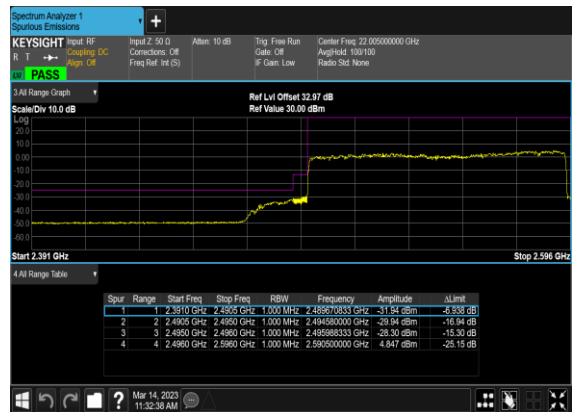 Spectrum Analyzer 1
Spurious Emissions
KEYSIGHT Input: RF Input Z: 50 Ω Atten: 10 dB Trig: Free Run Center Freq: 22.005000000 GHz
R T Coupling: DC Corrections: Off Gate: Off Avg|Hold: 100/100
Align: Off Freq Ref: Int (S) IF Gain: Low Radio Std: None
LXI PASS
3 All Range Graph
Ref Lvl Offset 32.97 dB
Scale/Div 10.0 dB Ref Value 30.00 dBm
Log
20.0
10.0
0.00
-10.0
-20.0
-30.0
-40.0
-50.0
-60.0
Start 2.391 GHz Stop 2.596 GHz
4 All Range Table
Spur Range Start Freq Stop Freq RBW Frequency Amplitude ΔLimit
1 1 2.3910 GHz 2.4905 GHz 1.000 MHz 2.489670833 GHz -31.94 dBm -6.938 dB
2 2 2.4905 GHz 2.4950 GHz 1.000 MHz 2.494580000 GHz -29.94 dBm -16.94 dB
3 3 2.4950 GHz 2.4960 GHz 1.000 MHz 2.495988333 GHz -28.30 dBm -15.30 dB
4 4 2.4960 GHz 2.5960 GHz 1.000 MHz 2.590500000 GHz 4.847 dBm -25.15 dB
Mar 14, 2023
11:32:38 AM